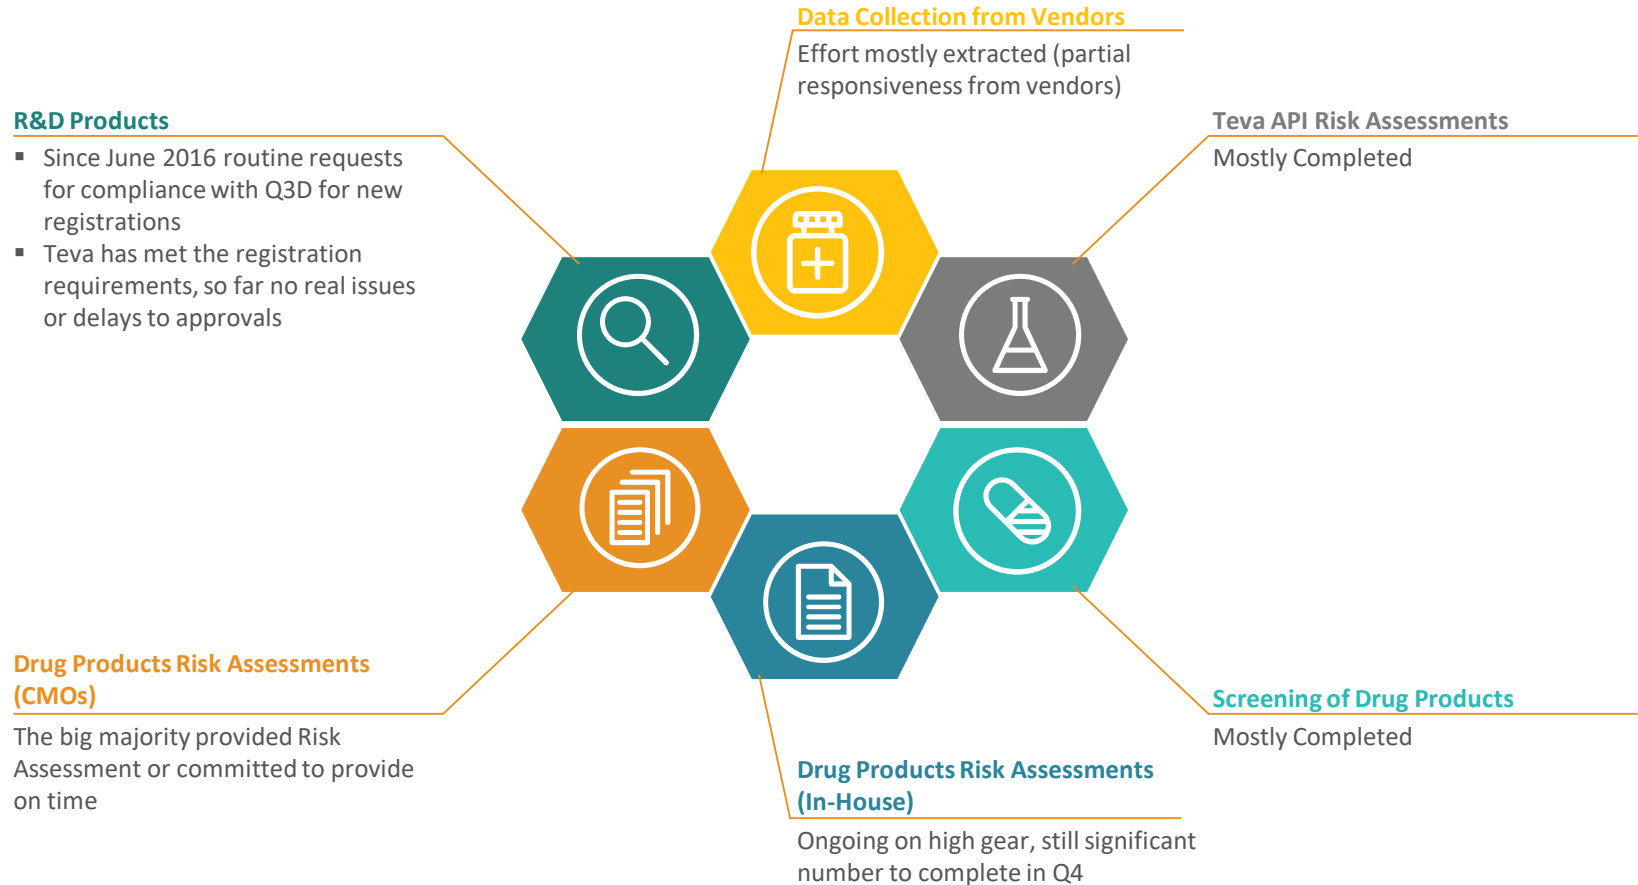 Data Collection from Vendors
Effort mostly extracted (partial
responsiveness from vendors)
R&D Products
▪ Since June 2016 routine requests
for compliance with Q3D for new
registrations
▪ Teva has met the registration
requirements, so far no real issues
or delays to approvals
Teva API Risk Assessments
Mostly Completed
Drug Products Risk Assessments
(CMOs)
The big majority provided Risk
Assessment or committed to provide
on time
Drug Products Risk Assessments
(In-House)
Ongoing on high gear, still significant
number to complete in Q4
Screening of Drug Products
Mostly Completed